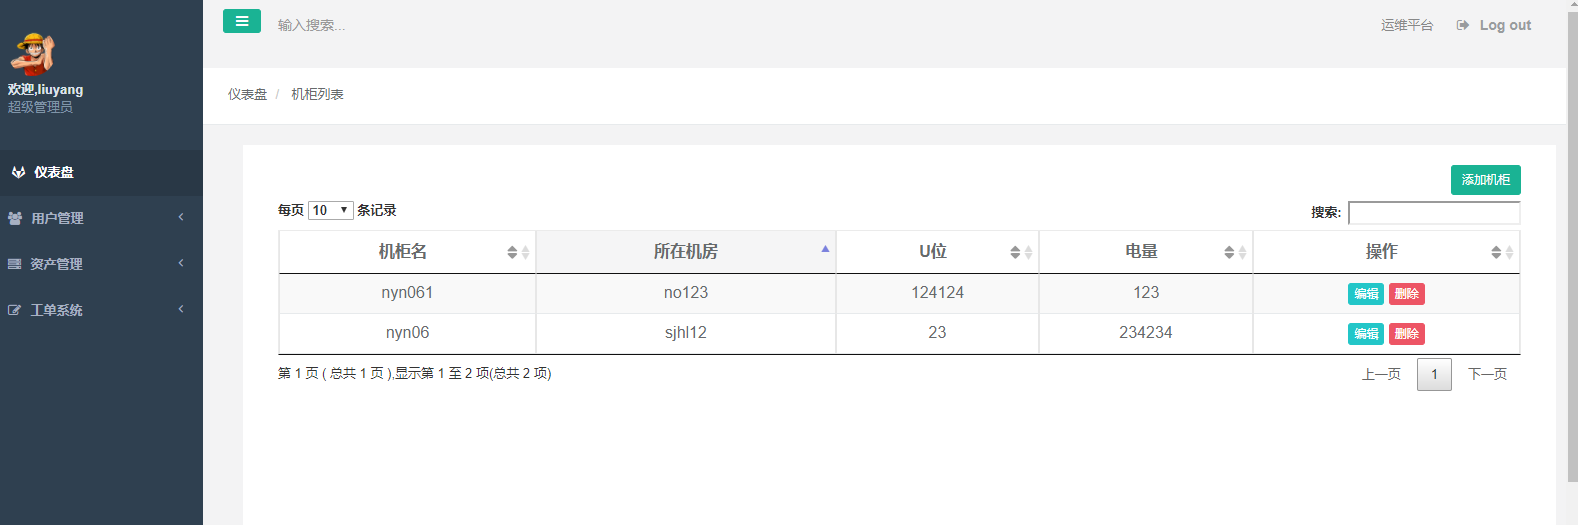 输入搜索...
运维平台 Log out
欢迎,liuyang
超级管理员
仪表盘 / 机柜列表
仪表盘
用户管理
资产管理
工单系统
添加机柜
每页 10 条记录
搜索:
机柜名 所在机房 U位 电量 操作
nyn061 no123 124124 123 编辑 删除
nyn06 sjhl12 23 234234 编辑 删除
第 1 页 ( 总共 1 页 ),显示第 1 至 2 项(总共 2 项)
上一页 1 下一页